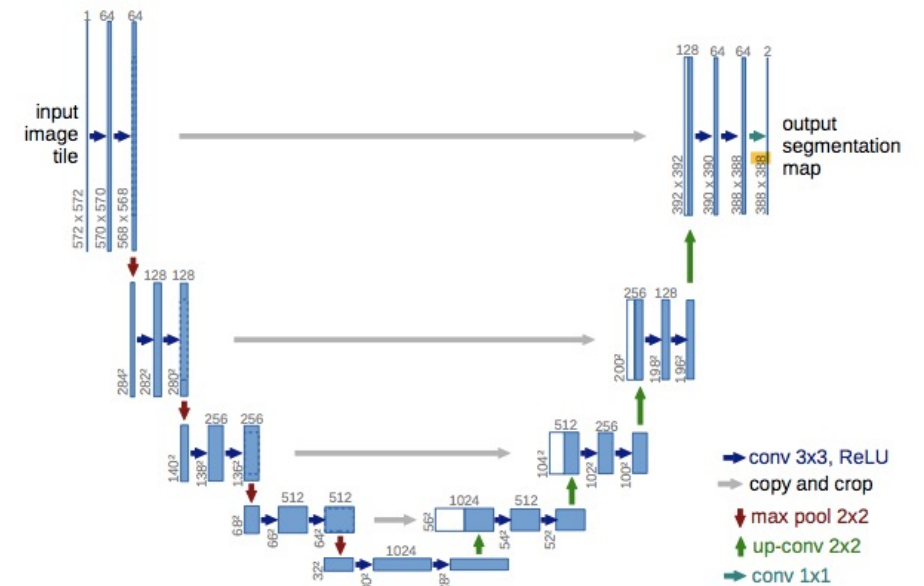 1 64 64
128 64 64 2
input
image
tile
output
segmentation
map
572 x 572
570 x 570
568 x 568
392 x 392
390 x 390
388 x 388
388 x 388
128 128
256 128
284²
282²
280²
200²
198²
196²
256 256
512 256
140²
138²
136²
104²
102²
100²
512 512
1024 512
68²
66²
64²
56²
54²
52²
1024
32²
conv 3x3, ReLU
copy and crop
max pool 2x2
up-conv 2x2
conv 1x1